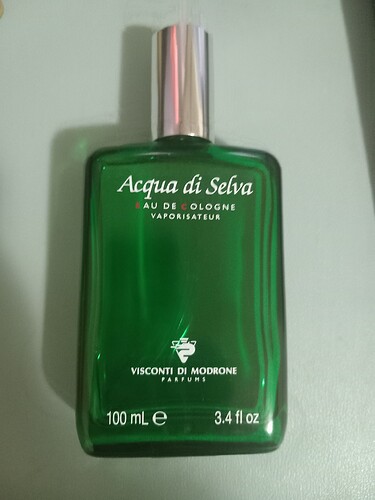 Acqua di Selva
EAU DE COLOGNE
VAPORISATEUR
VISCONTI DI MODRONE
PARFUMS
100 mL ℮ 3.4 fl oz